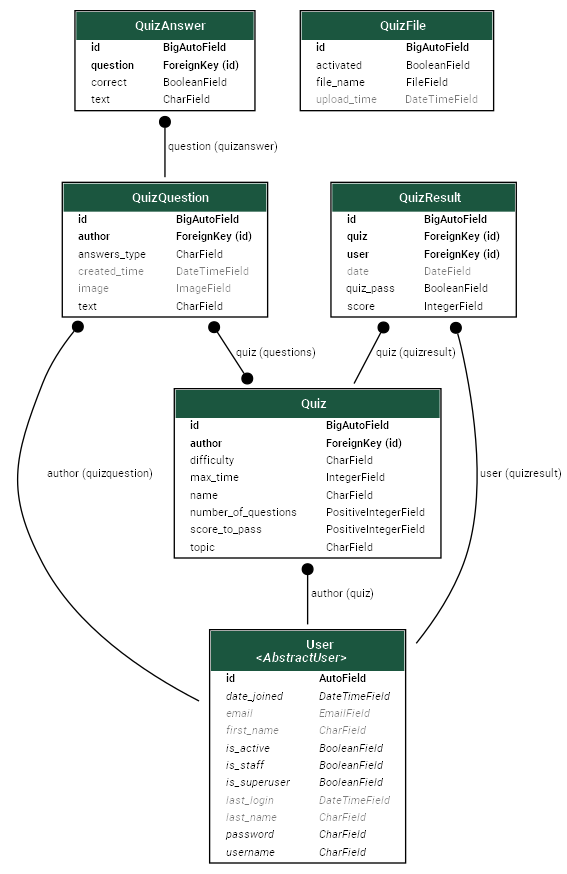 QuizAnswer
id BigAutoField
question ForeignKey (id)
correct BooleanField
text CharField
QuizFile
id BigAutoField
activated BooleanField
file_name FileField
upload_time DateTimeField
question (quizanswer)
QuizQuestion
id BigAutoField
author ForeignKey (id)
answers_type CharField
created_time DateTimeField
image ImageField
text CharField
QuizResult
id BigAutoField
quiz ForeignKey (id)
user ForeignKey (id)
date DateField
quiz_pass BooleanField
score IntegerField
quiz (questions)
quiz (quizresult)
Quiz
id BigAutoField
author ForeignKey (id)
difficulty CharField
max_time IntegerField
name CharField
number_of_questions PositiveIntegerField
score_to_pass PositiveIntegerField
topic CharField
author (quizquestion)
user (quizresult)
author (quiz)
User
<AbstractUser>
id AutoField
date_joined DateTimeField
email EmailField
first_name CharField
is_active BooleanField
is_staff BooleanField
is_superuser BooleanField
last_login DateTimeField
last_name CharField
password CharField
username CharField